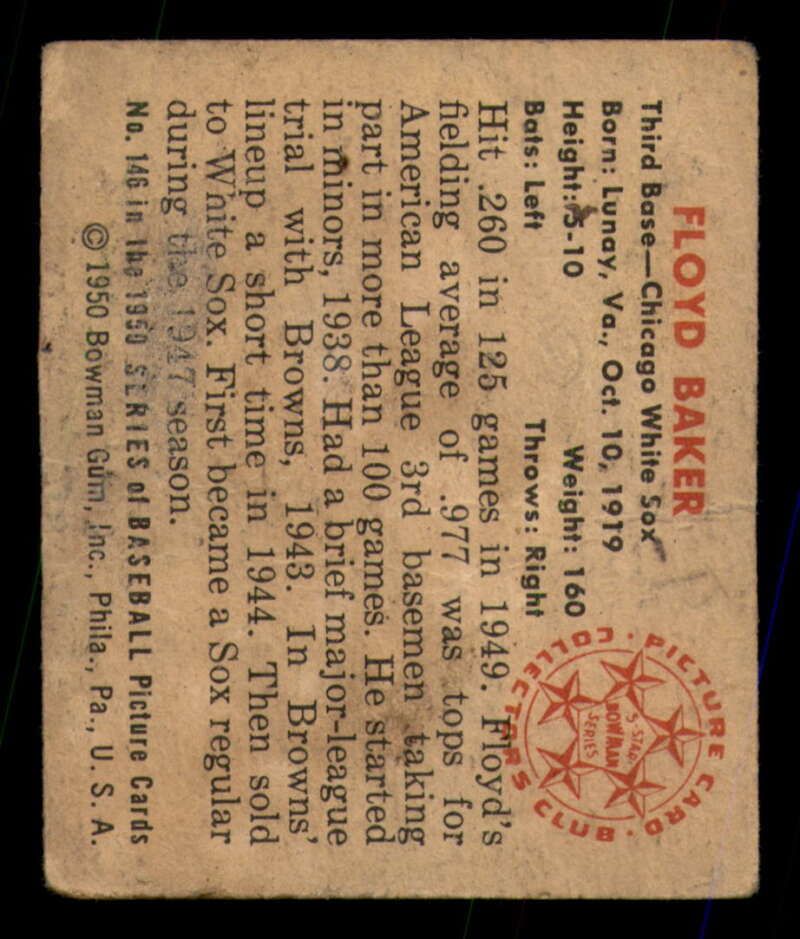 FLOYD BAKER
Third Base—Chicago White Sox
Born: Lunay, Va., Oct. 10, 1919
Height: 5-10 Weight: 160
Bats: Left Throws: Right
Hit .260 in 125 games in 1949. Floyd's
fielding average of .977 was tops for
American League 3rd basemen taking
part in more than 100 games. He started
in minors, 1938. Had a brief major-league
trial with Browns, 1943. In Browns'
lineup a short time in 1944. Then sold
to White Sox. First became a Sox regular
during the 1947 season.
No. 146 in the 1950 SERIES of BASEBALL Picture Cards
© 1950 Bowman Gum, Inc., Phila., Pa., U. S. A.
PICTURE CARD COLLECTORS CLUB
5-STAR
BOWMAN
SERIES